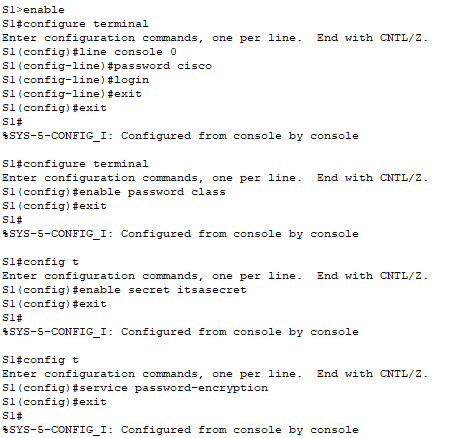 S1>enable
S1#configure terminal
Enter configuration commands, one per line.  End with CNTL/Z.
S1(config)#line console 0
S1(config-line)#password cisco
S1(config-line)#login
S1(config-line)#exit
S1(config)#exit
S1#
%SYS-5-CONFIG_I: Configured from console by console

S1#configure terminal
Enter configuration commands, one per line.  End with CNTL/Z.
S1(config)#enable password class
S1(config)#exit
S1#
%SYS-5-CONFIG_I: Configured from console by console

S1#config t
Enter configuration commands, one per line.  End with CNTL/Z.
S1(config)#enable secret itsasecret
S1(config)#exit
S1#
%SYS-5-CONFIG_I: Configured from console by console

S1#config t
Enter configuration commands, one per line.  End with CNTL/Z.
S1(config)#service password-encryption
S1(config)#exit
S1#
%SYS-5-CONFIG_I: Configured from console by console